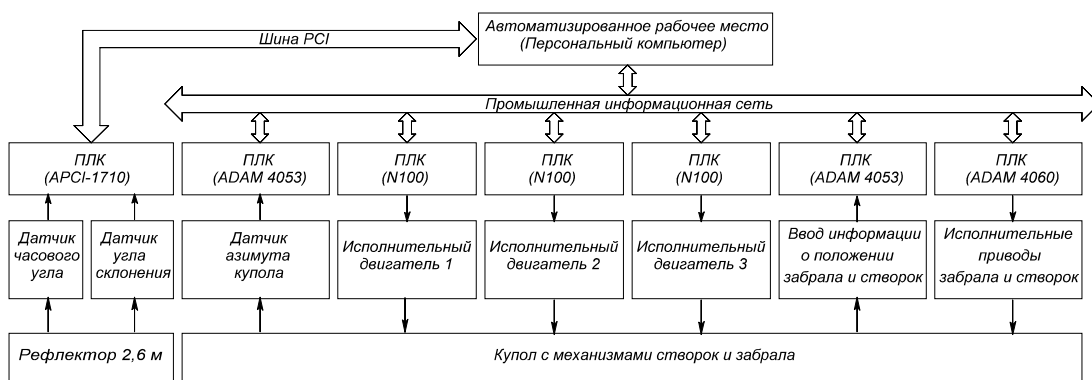 Автоматизированное рабочее место
(Персональный компьютер)
Шина PCI
Промышленная информационная сеть
ПЛК
(APCI-1710)
ПЛК
(ADAM 4053)
ПЛК
(N100)
ПЛК
(N100)
ПЛК
(N100)
ПЛК
(ADAM 4053)
ПЛК
(ADAM 4060)
Датчик
часового
угла
Датчик
угла
склонения
Датчик
азимута
купола
Исполнительный
двигатель 1
Исполнительный
двигатель 2
Исполнительный
двигатель 3
Ввод информации
о положении
забрала и створок
Исполнительные
приводы
забрала и створок
Рефлектор 2,6 м
Купол с механизмами створок и забрала